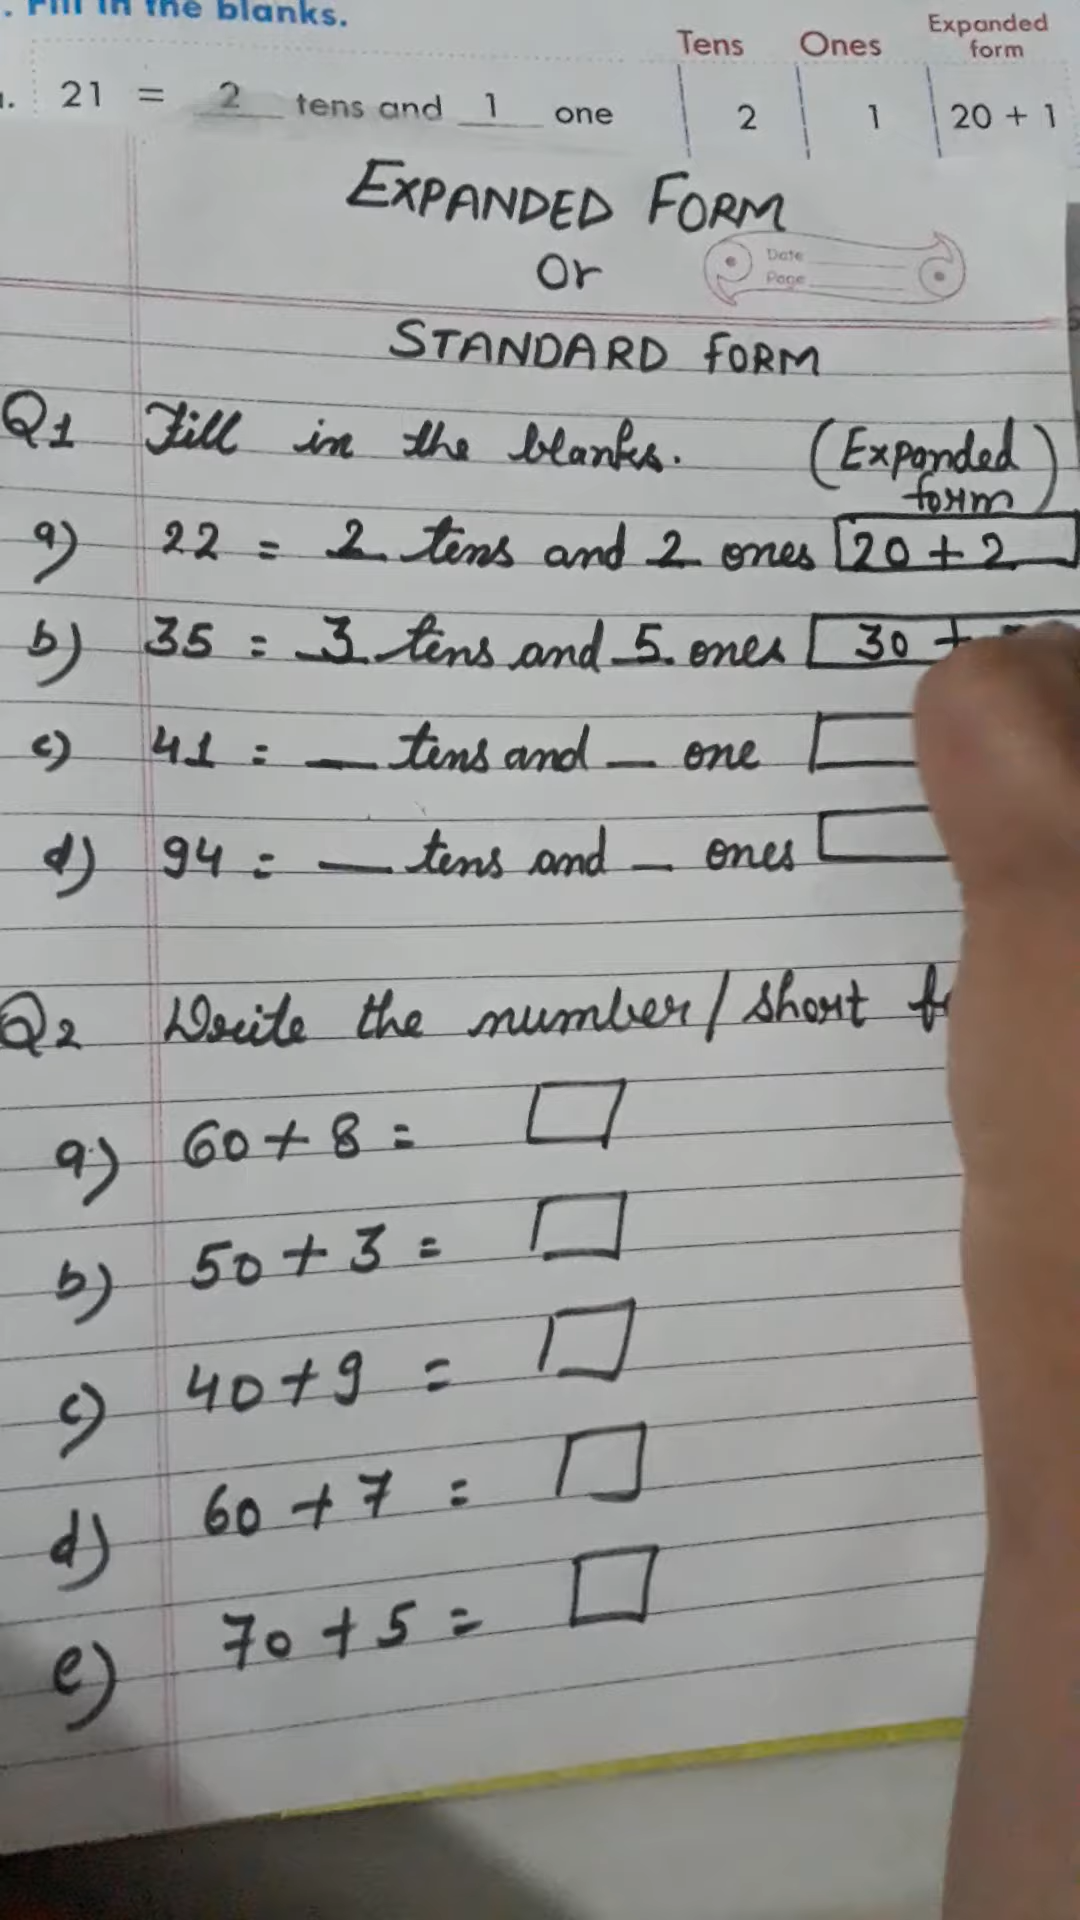 Fill in the blanks.
Tens Ones Expanded form
21 = 2 tens and 1 one 2 1 20 + 1
EXPANDED FORM
Or
Date
Page
STANDARD FORM
Q1 Fill in the blanks. (Expanded form)
a) 22 = 2 tens and 2 ones 20 + 2
b) 35 = 3 tens and 5 ones 30 +
c) 41 = __ tens and __ one
d) 94 = __ tens and __ ones
Q2 Write the number/short
a) 60 + 8 =
b) 50 + 3 =
c) 40 + 9 =
d) 60 + 7 =
e) 70 + 5 =